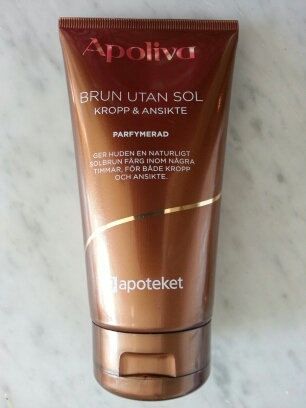 Apoliva
BRUN UTAN SOL
KROPP & ANSIKTE
PARFYMERAD
GER HUDEN EN NATURLIGT
SOLBRUN FÄRG INOM NÅGRA
TIMMAR, FÖR BÅDE KROPP
OCH ANSIKTE.
apoteket